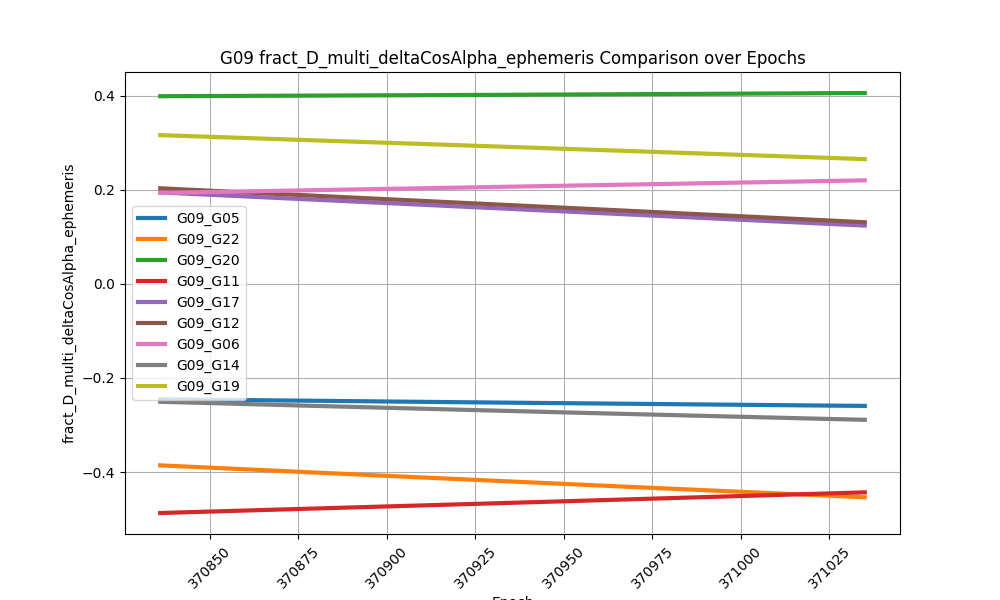 G09 fract_D_multi_deltaCosAlpha_ephemeris Comparison over Epochs
fract_D_multi_deltaCosAlpha_ephemeris
0.4
0.2
0.0
−0.2
−0.4
G09_G05
G09_G22
G09_G20
G09_G11
G09_G17
G09_G12
G09_G06
G09_G14
G09_G19
370850
370875
370900
370925
370950
370975
371000
371025
Epoch